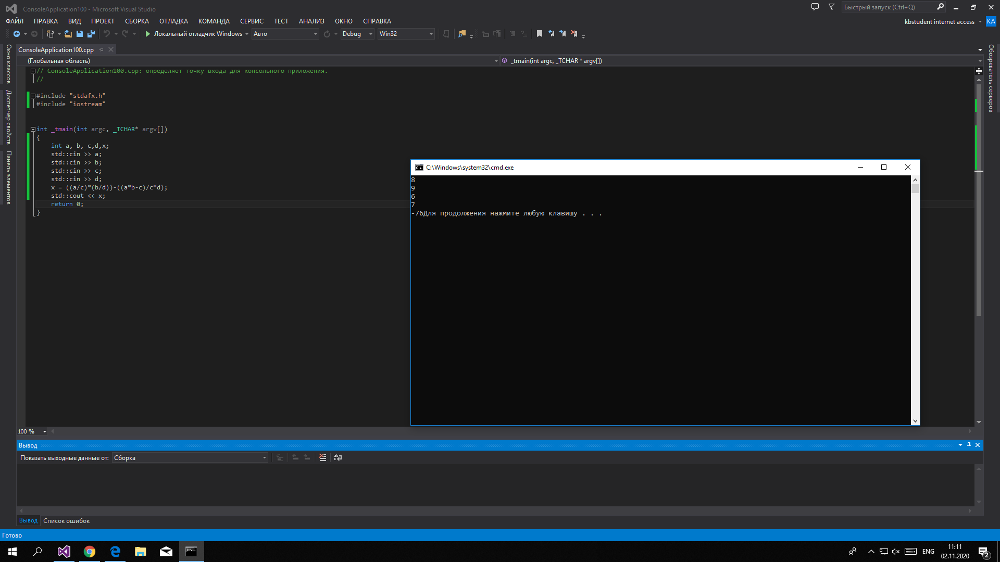 ConsoleApplication100 - Microsoft Visual Studio
Быстрый запуск (Ctrl+Q)
ФАЙЛ ПРАВКА ВИД ПРОЕКТ СБОРКА ОТЛАДКА КОМАНДА СЕРВИС ТЕСТ АНАЛИЗ ОКНО СПРАВКА
kbstudent internet access KA
Локальный отладчик Windows Авто Debug Win32
Окно классов
Диспетчер свойств
Панель элементов
Обозреватель серверов
ConsoleApplication100.cpp
(Глобальная область) _tmain(int argc, _TCHAR * argv[])
// ConsoleApplication100.cpp: определяет точку входа для консольного приложения.
//
#include "stdafx.h"
#include "iostream"
int _tmain(int argc, _TCHAR* argv[])
{
int a, b, c,d,x;
std::cin >> a;
std::cin >> b;
std::cin >> c;
std::cin >> d;
x = ((a/c)*(b/d))-((a*b-c)/c*d);
std::cout << x;
return 0;
}
C:\Windows\system32\cmd.exe
8
9
6
7
-76Для продолжения нажмите любую клавишу . . .
100 %
Вывод
Показать выходные данные от: Сборка
Вывод Список ошибок
Готово
ENG
11:11
02.11.2020
2